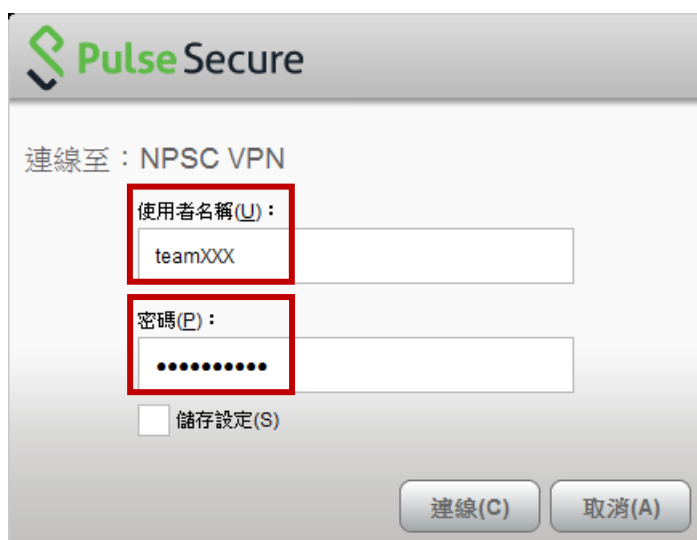 Pulse Secure
連線至：NPSC VPN
使用者名稱(U)：
teamXXX
密碼(P)：
••••••••••
儲存設定(S)
連線(C) 取消(A)